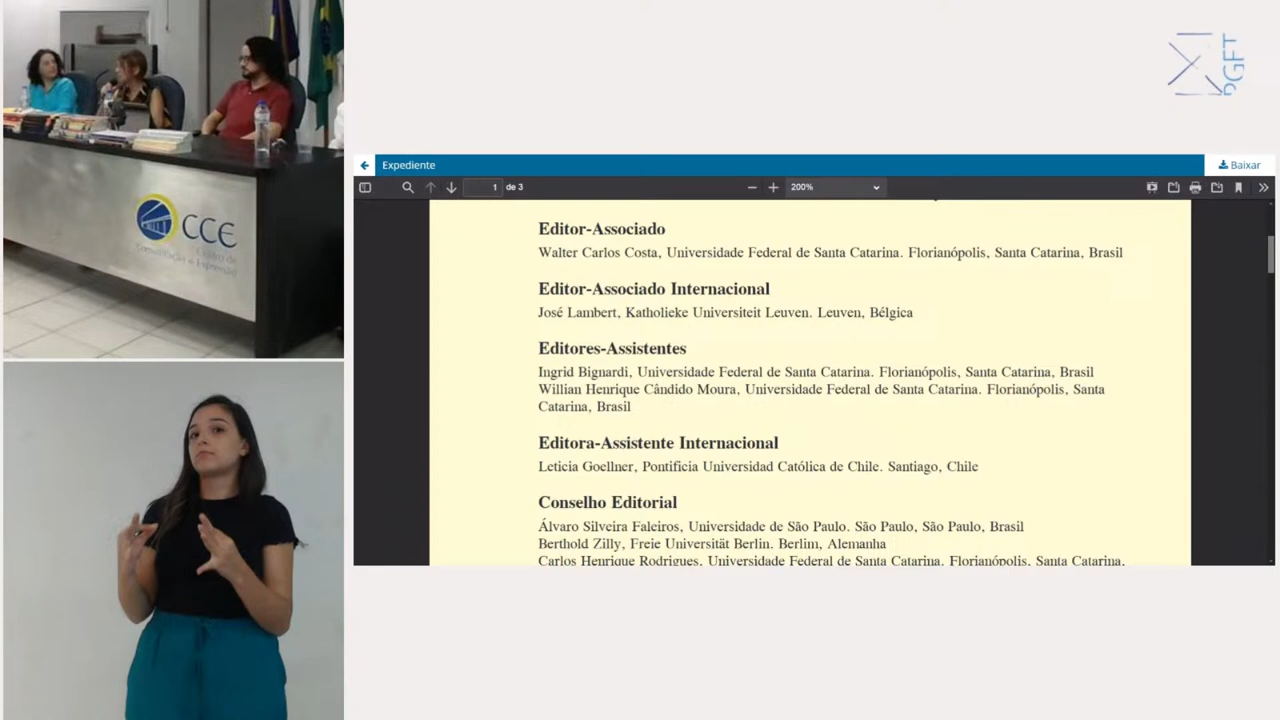 PGFT
CCE
Centro de
Comunicação e Expressão
Expediente
Baixar
1 de 3
200%
Editor-Associado
Walter Carlos Costa, Universidade Federal de Santa Catarina. Florianópolis, Santa Catarina, Brasil
Editor-Associado Internacional
José Lambert, Katholieke Universiteit Leuven. Leuven, Bélgica
Editores-Assistentes
Ingrid Bignardi, Universidade Federal de Santa Catarina. Florianópolis, Santa Catarina, Brasil
Willian Henrique Cândido Moura, Universidade Federal de Santa Catarina. Florianópolis, Santa
Catarina, Brasil
Editora-Assistente Internacional
Leticia Goellner, Pontificia Universidad Católica de Chile. Santiago, Chile
Conselho Editorial
Álvaro Silveira Faleiros, Universidade de São Paulo. São Paulo, São Paulo, Brasil
Berthold Zilly, Freie Universität Berlin. Berlim, Alemanha
Carlos Henrique Rodrigues, Universidade Federal de Santa Catarina. Florianópolis, Santa Catarina,